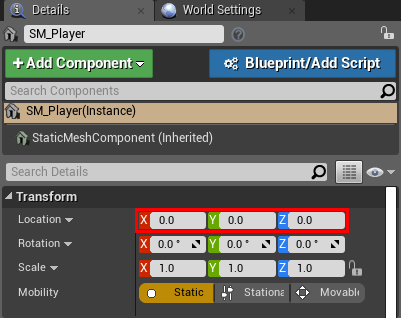 Details
World Settings
SM_Player
+ Add Component
Blueprint/Add Script
Search Components
SM_Player(Instance)
StaticMeshComponent (Inherited)
Search Details
Transform
Location X 0.0 Y 0.0 Z 0.0
Rotation X 0.0 ° Y 0.0 ° Z 0.0 °
Scale X 1.0 Y 1.0 Z 1.0
Mobility Static Stationa Movable